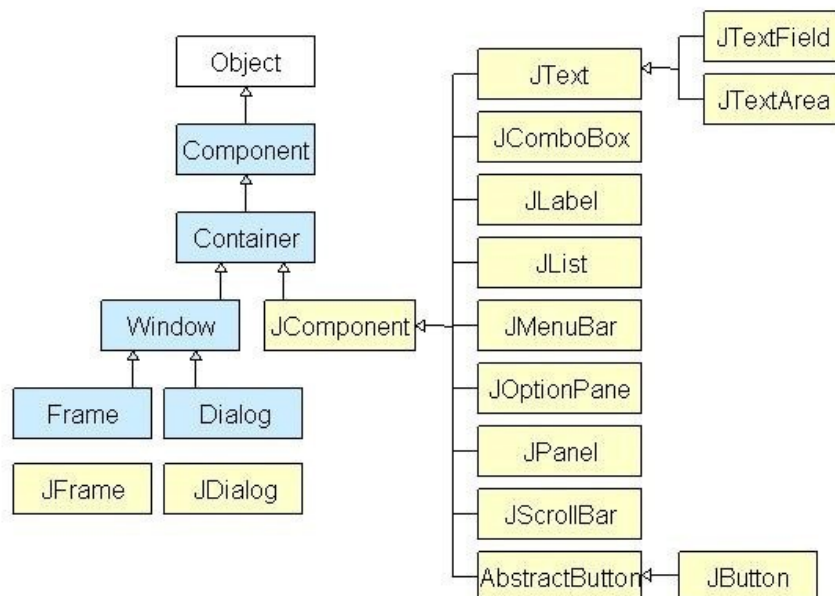 Object
Component
Container
Window
JComponent
Frame
Dialog
JFrame
JDialog
JText
JTextField
JTextArea
JComboBox
JLabel
JList
JMenuBar
JOptionPane
JPanel
JScrollBar
AbstractButton
JButton